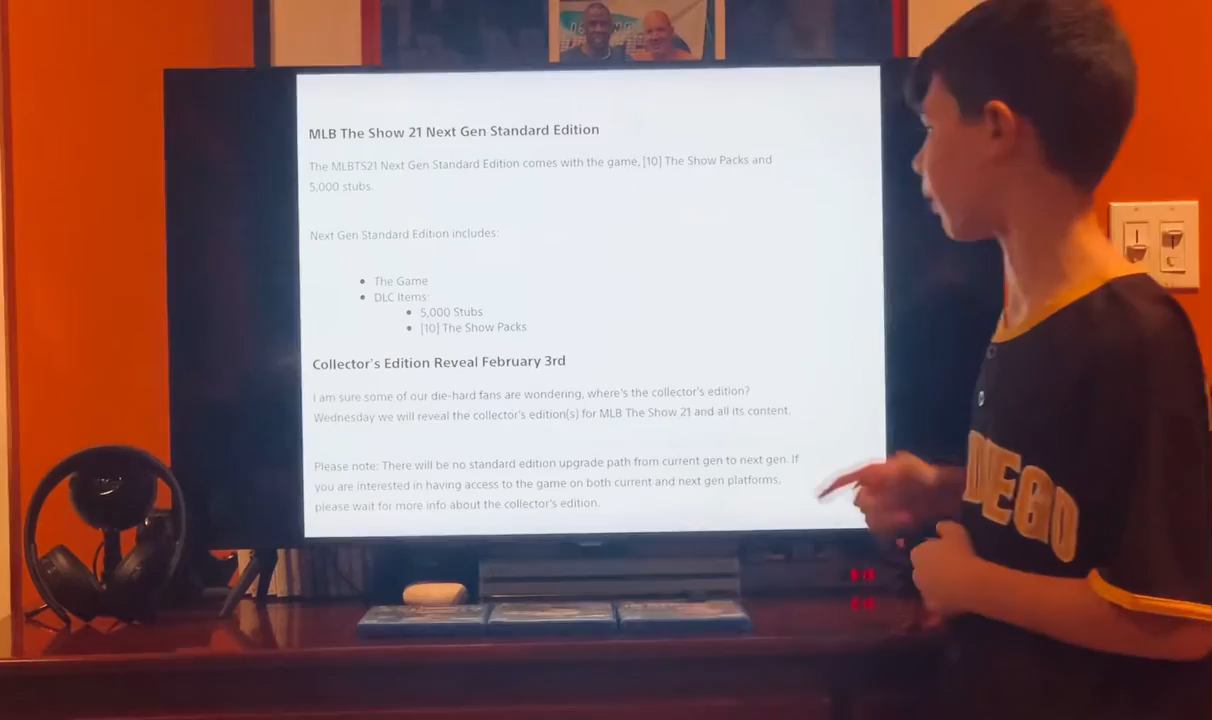 MLB The Show 21 Next Gen Standard Edition
The MLBTS21 Next Gen Standard Edition comes with the game, [10] The Show Packs and
5,000 stubs.
Next Gen Standard Edition includes:
• The Game
• DLC Items:
• 5,000 Stubs
• [10] The Show Packs
Collector's Edition Reveal February 3rd
I am sure some of our die-hard fans are wondering, where's the collector's edition?
Wednesday we will reveal the collector's edition(s) for MLB The Show 21 and all its content.
Please note: There will be no standard edition upgrade path from current gen to next gen. If
you are interested in having access to the game on both current and next gen platforms,
please wait for more info about the collector's edition.
DIEGO